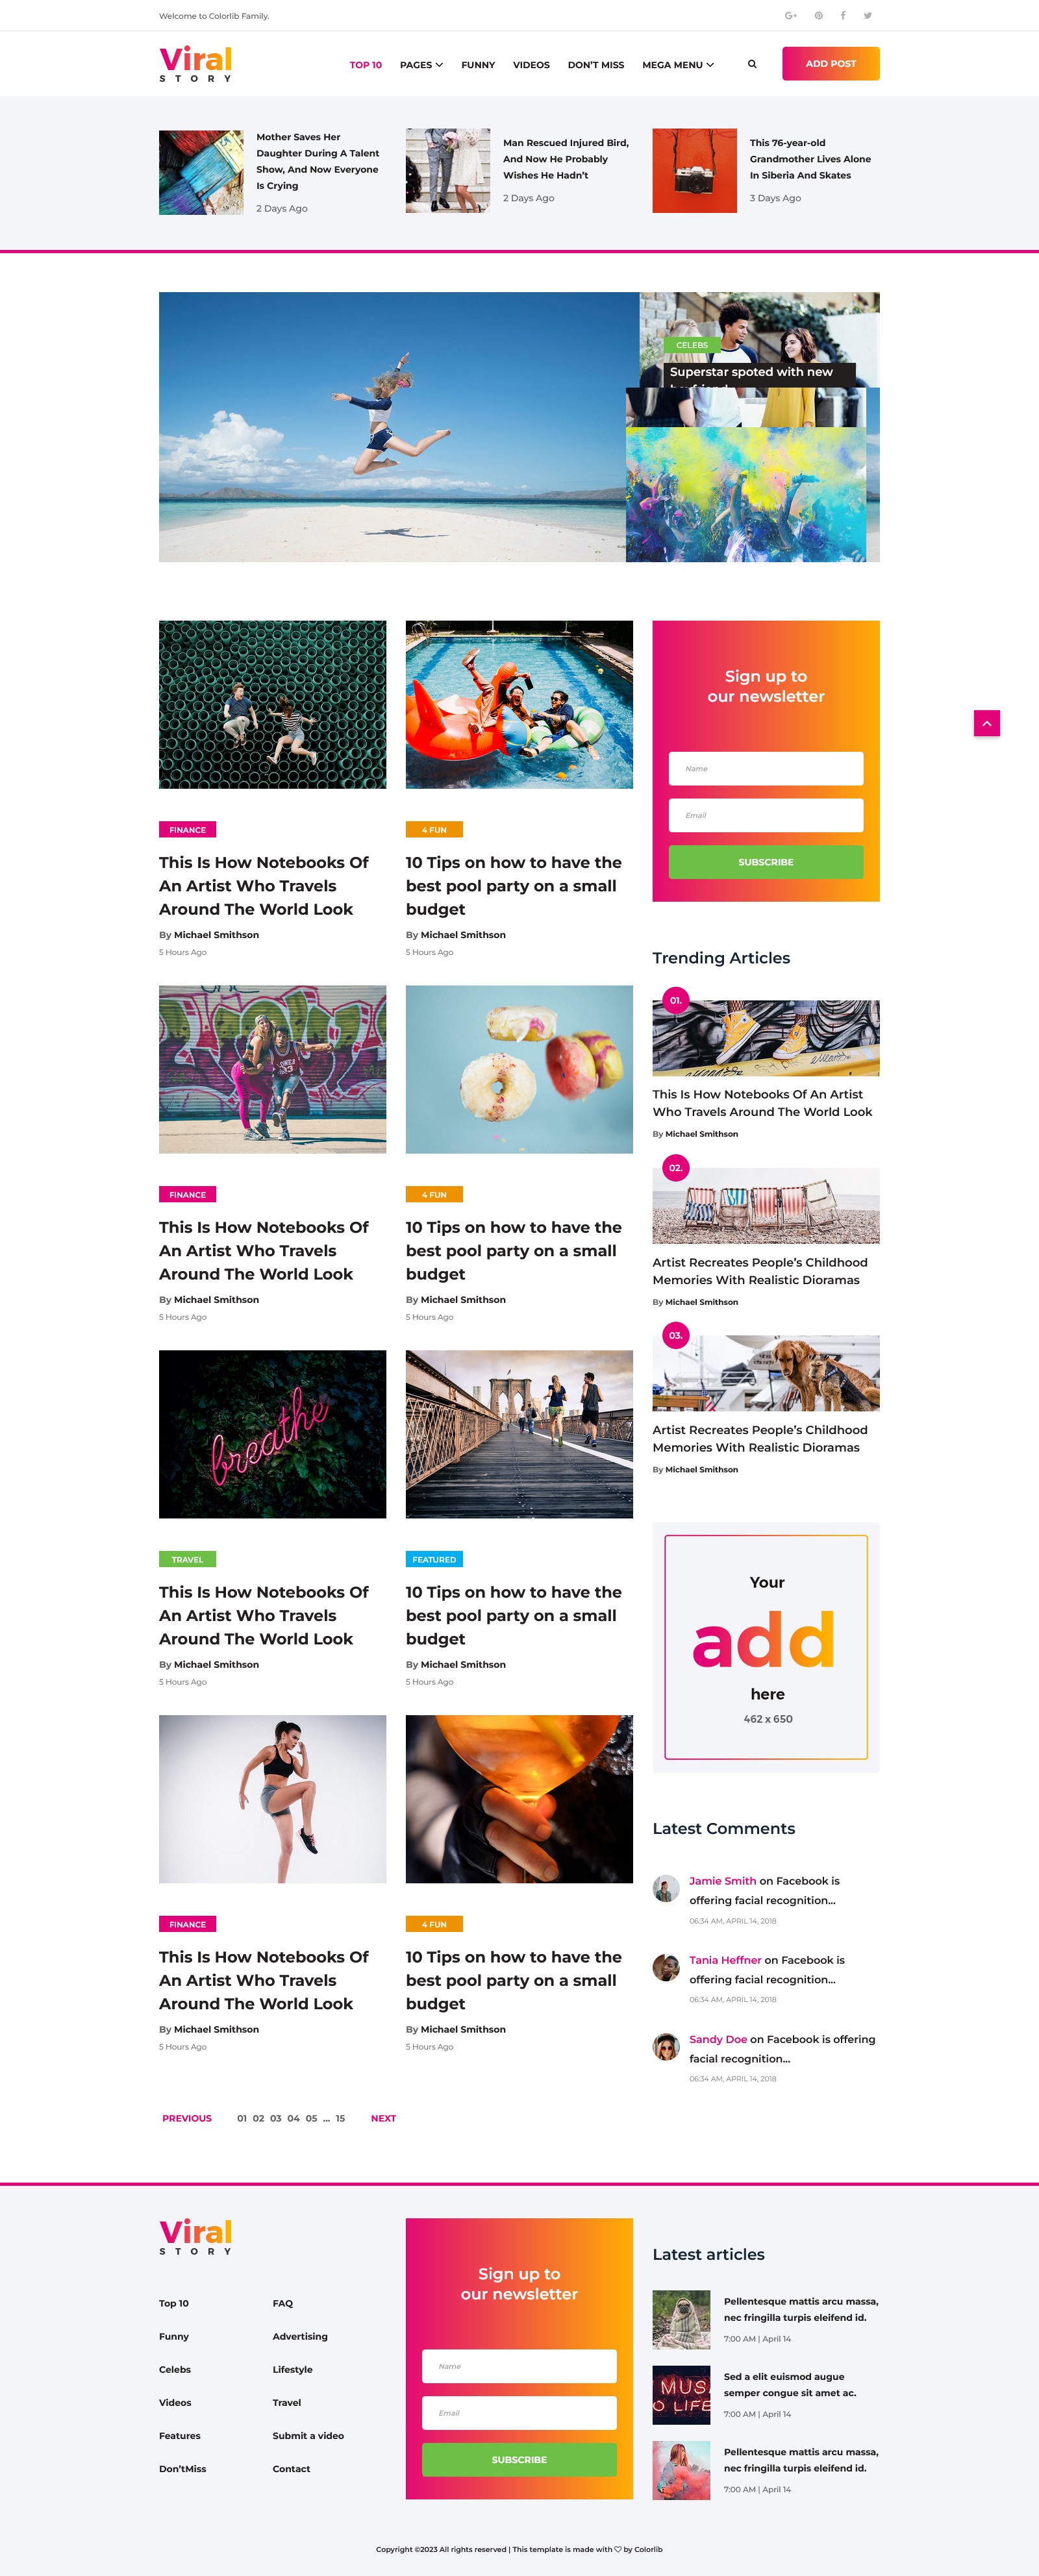 Welcome to Colorlib Family.
Viral
STORY
TOP 10 PAGES FUNNY VIDEOS DON'T MISS MEGA MENU
ADD POST
Mother Saves Her
Daughter During A Talent
Show, And Now Everyone
Is Crying
2 Days Ago
Man Rescued Injured Bird,
And Now He Probably
Wishes He Hadn't
2 Days Ago
This 76-year-old
Grandmother Lives Alone
In Siberia And Skates
3 Days Ago
CELEBS
Superstar spotted with new
FINANCE
This Is How Notebooks Of
An Artist Who Travels
Around The World Look
By Michael Smithson
5 Hours Ago
4 FUN
10 Tips on how to have the
best pool party on a small
budget
By Michael Smithson
5 Hours Ago
FINANCE
This Is How Notebooks Of
An Artist Who Travels
Around The World Look
By Michael Smithson
5 Hours Ago
4 FUN
10 Tips on how to have the
best pool party on a small
budget
By Michael Smithson
5 Hours Ago
breathe
TRAVEL
This Is How Notebooks Of
An Artist Who Travels
Around The World Look
By Michael Smithson
5 Hours Ago
FEATURED
10 Tips on how to have the
best pool party on a small
budget
By Michael Smithson
5 Hours Ago
FINANCE
This Is How Notebooks Of
An Artist Who Travels
Around The World Look
By Michael Smithson
5 Hours Ago
4 FUN
10 Tips on how to have the
best pool party on a small
budget
By Michael Smithson
5 Hours Ago
PREVIOUS 01 02 03 04 05 ... 15 NEXT
Sign up to
our newsletter
Name
Email
SUBSCRIBE
Trending Articles
01.
This Is How Notebooks Of An Artist
Who Travels Around The World Look
By Michael Smithson
02.
Artist Recreates People's Childhood
Memories With Realistic Dioramas
By Michael Smithson
03.
Artist Recreates People's Childhood
Memories With Realistic Dioramas
By Michael Smithson
Your
add
here
462 x 650
Latest Comments
Jamie Smith on Facebook is
offering facial recognition...
06:34 AM, APRIL 14, 2018
Tania Heffner on Facebook is
offering facial recognition...
06:34 AM, APRIL 14, 2018
Sandy Doe on Facebook is offering
facial recognition...
06:34 AM, APRIL 14, 2018
Viral
STORY
Top 10
Funny
Celebs
Videos
Features
Don'tMiss
FAQ
Advertising
Lifestyle
Travel
Submit a video
Contact
Sign up to
our newsletter
Name
Email
SUBSCRIBE
Latest articles
Pellentesque mattis arcu massa,
nec fringilla turpis eleifend id.
7:00 AM | April 14
MUS
O LIFE
Sed a elit euismod augue
semper congue sit amet ac.
7:00 AM | April 14
Pellentesque mattis arcu massa,
nec fringilla turpis eleifend id.
7:00 AM | April 14
Copyright ©2023 All rights reserved | This template is made with ♡ by Colorlib